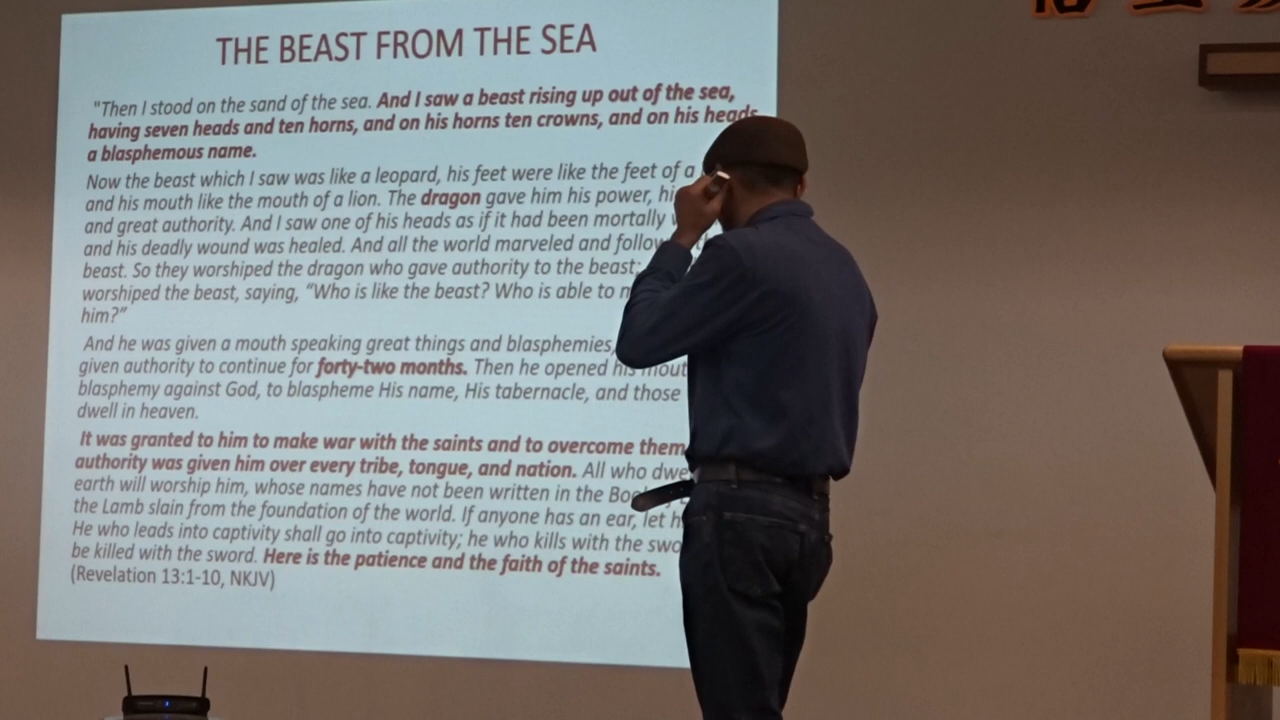 THE BEAST FROM THE SEA
"Then I stood on the sand of the sea. And I saw a beast rising up out of the sea,
having seven heads and ten horns, and on his horns ten crowns, and on his heads
a blasphemous name.
Now the beast which I saw was like a leopard, his feet were like the feet of a
and his mouth like the mouth of a lion. The dragon gave him his power,
and great authority. And I saw one of his heads as if it had been mortally
and his deadly wound was healed. And all the world marveled and
beast. So they worshiped the dragon who gave authority to the beast;
worshiped the beast, saying, “Who is like the beast? Who is able to
him?”
And he was given a mouth speaking great things and blasphemies,
given authority to continue for forty-two months. Then he opened his
blasphemy against God, to blaspheme His name, His tabernacle, and those
dwell in heaven.
It was granted to him to make war with the saints and to overcome them
authority was given him over every tribe, tongue, and nation. All who
earth will worship him, whose names have not been written in the
the Lamb slain from the foundation of the world. If anyone has an ear, let
He who leads into captivity shall go into captivity; he who kills with the
be killed with the sword. Here is the patience and the faith of the saints.
(Revelation 13:1-10, NKJV)